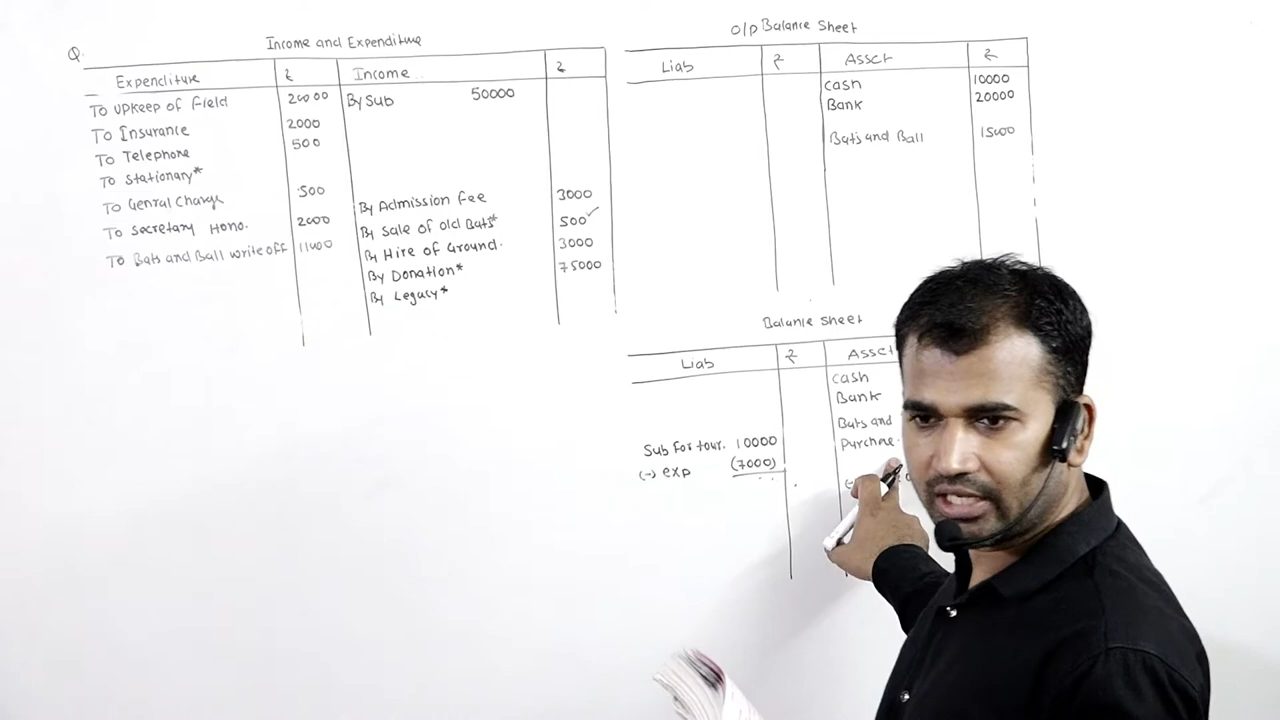 Q.
Income and Expenditure
Expenditure ₹ Income ₹
To Upkeep of Field 20000 By Sub 50000
To Insurance 2000
To Telephone 500
To Stationary*
To Genral Charge 500 By Admission Fee 3000
To Secretary Hono. 2000 By Sale of old Bats* 500✓
To Bats and Ball write off 11000 By Hire of Ground. 3000
By Donation* 75000
By Legacy*
O/p Balance Sheet
Liab ₹ Asset ₹
Cash 10000
Bank 20000
Bats and Ball 15000
Balance Sheet
Liab ₹ Asset
Cash
Bank
Bats and
Sub For tour. 10000 Purchase
(-) exp (7000)
(-)